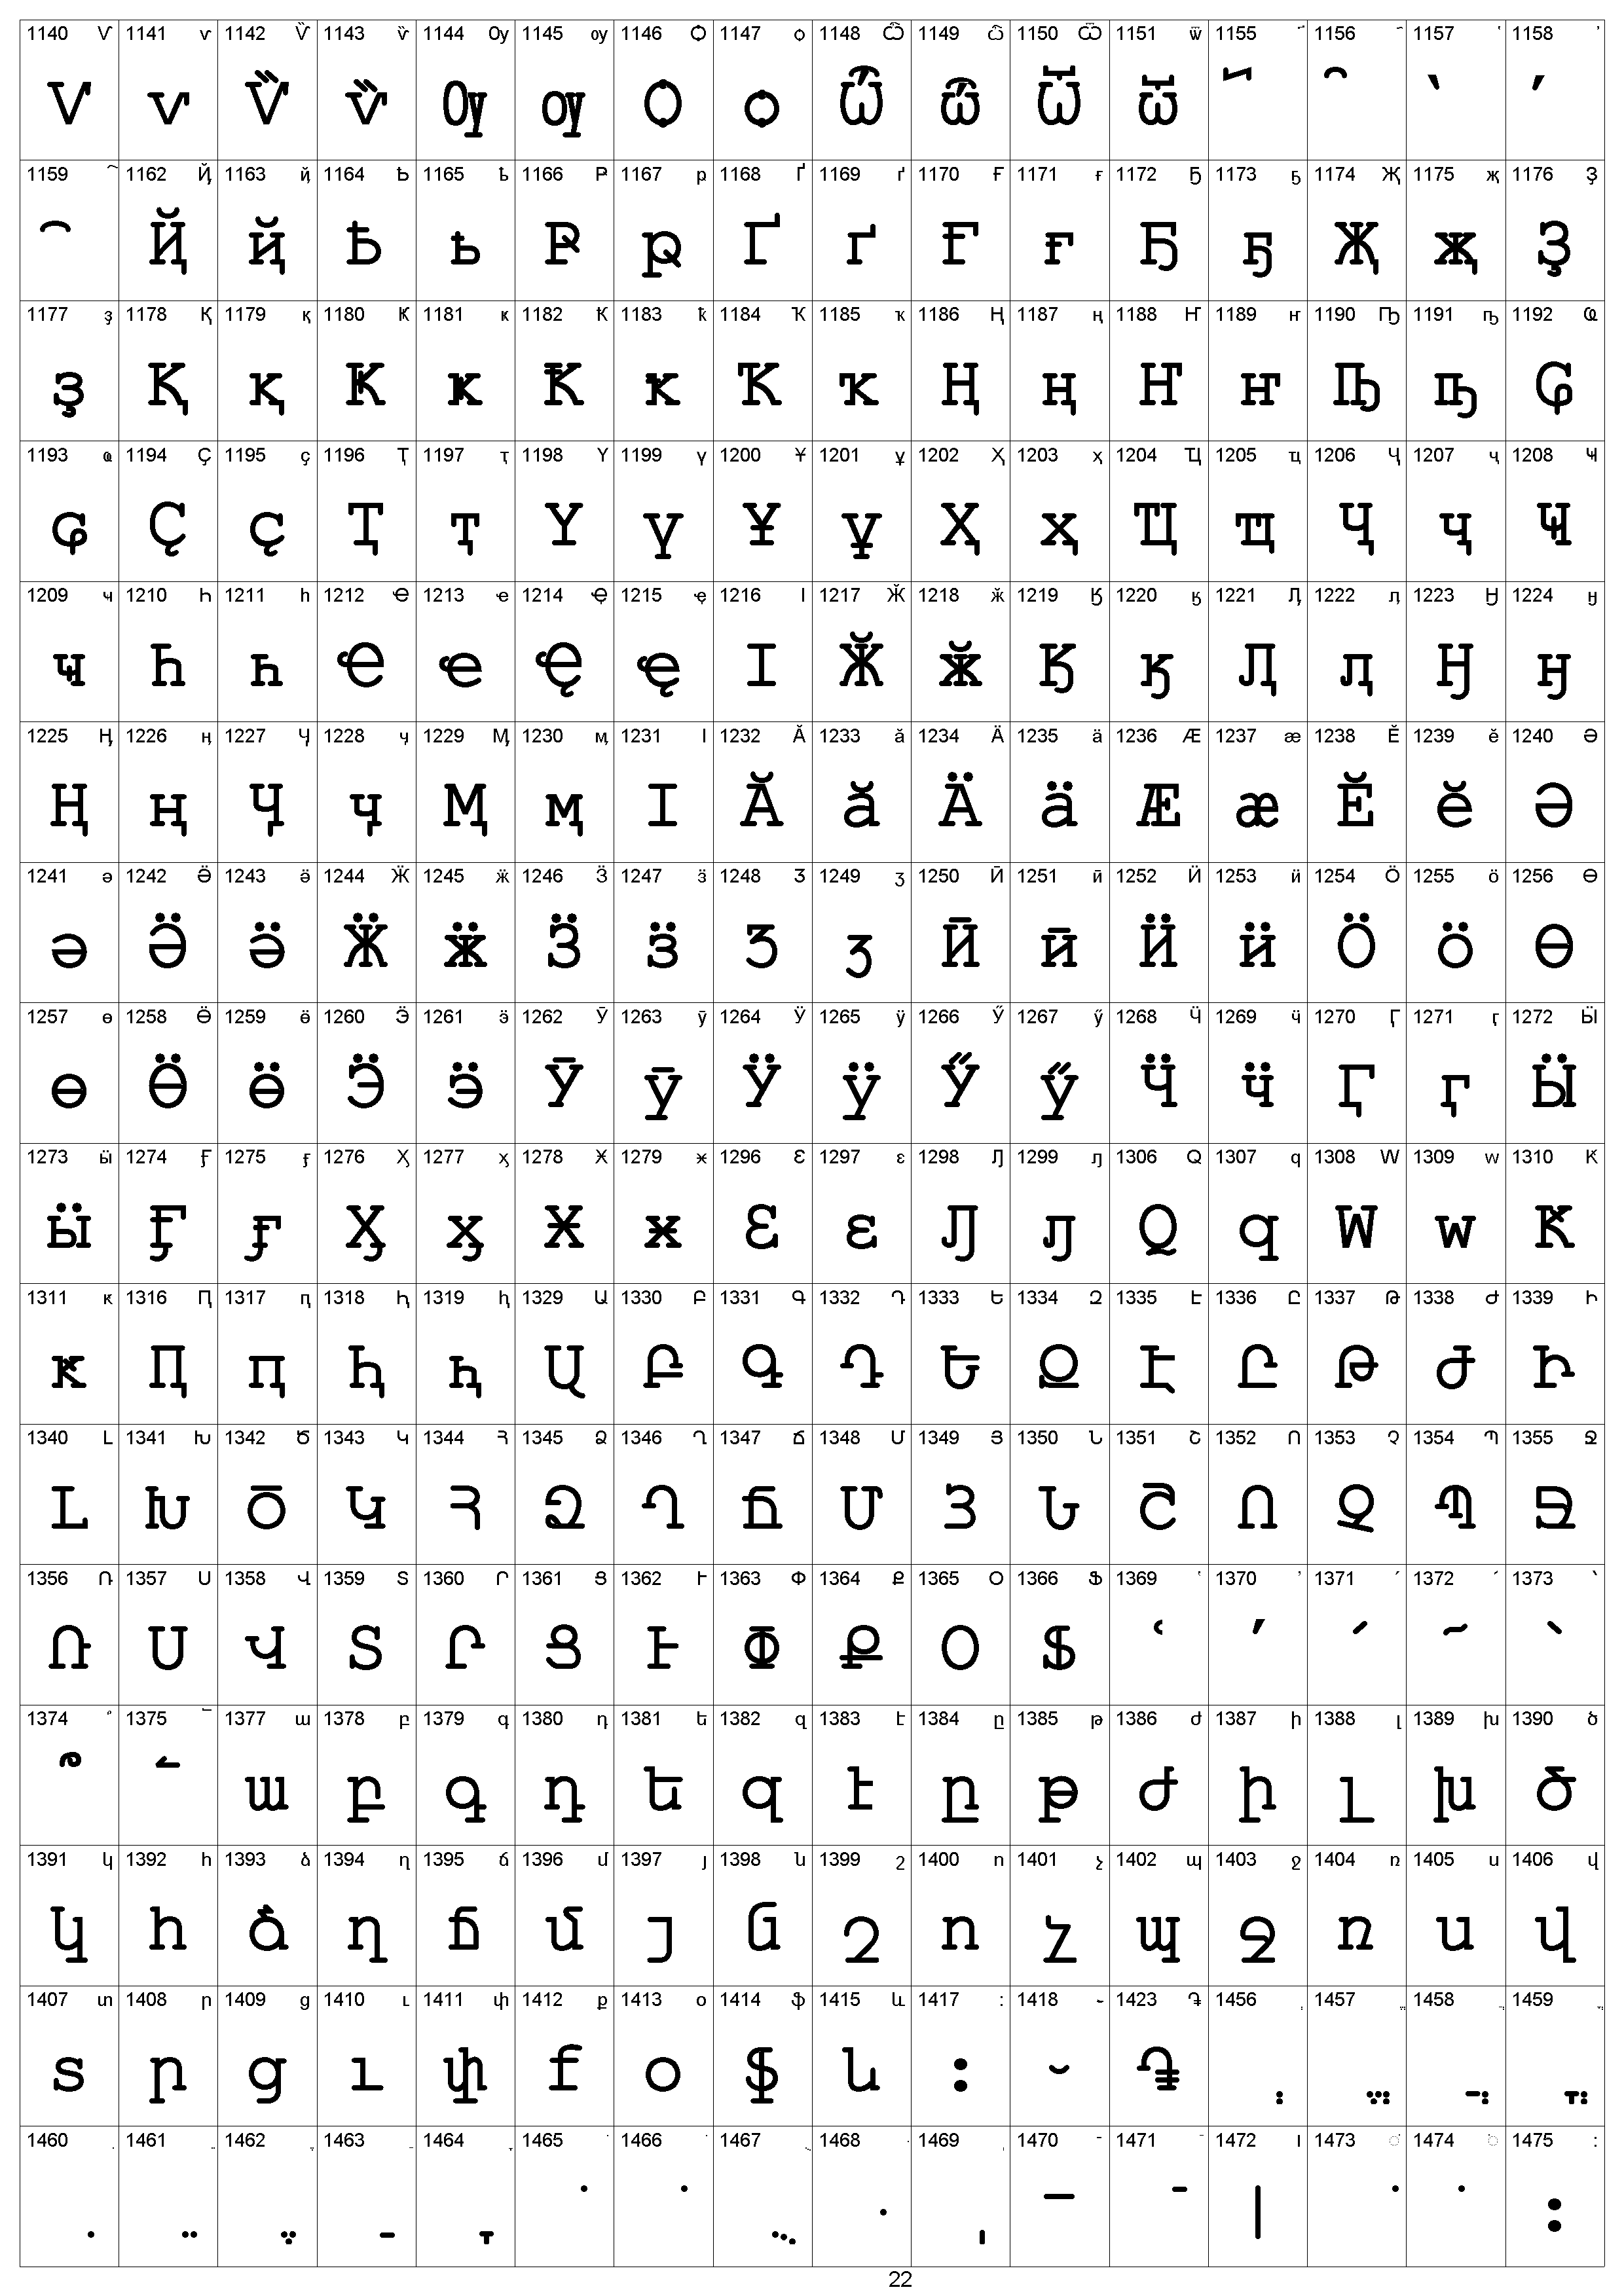 1140 Ѵ 1141 ѵ 1142 Ѷ 1143 ѷ 1144 Ѹ 1145 ѹ 1146 Ѻ 1147 ѻ 1148 Ѽ 1149 ѽ 1150 Ѿ 1151 ѿ 1155 ҃ 1156 ҄ 1157 ҅ 1158 ҆
Ѵ ѵ Ѷ ѷ Ѹ ѹ Ѻ ѻ Ѽ ѽ Ѿ ѿ ҃ ҄ ҅ ҆
1159 ҇ 1162 Ҋ 1163 ҋ 1164 Ҍ 1165 ҍ 1166 Ҏ 1167 ҏ 1168 Ґ 1169 ґ 1170 Ғ 1171 ғ 1172 Ҕ 1173 ҕ 1174 Җ 1175 җ 1176 Ҙ
҇ Ҋ ҋ Ҍ ҍ Ҏ ҏ Ґ ґ Ғ ғ Ҕ ҕ Җ җ Ҙ
1177 ҙ 1178 Қ 1179 қ 1180 Ҝ 1181 ҝ 1182 Ҟ 1183 ҟ 1184 Ҡ 1185 ҡ 1186 Ң 1187 ң 1188 Ҥ 1189 ҥ 1190 Ҧ 1191 ҧ 1192 Ҩ
ҙ Қ қ Ҝ ҝ Ҟ ҟ Ҡ ҡ Ң ң Ҥ ҥ Ҧ ҧ Ҩ
1193 ҩ 1194 Ҫ 1195 ҫ 1196 Ҭ 1197 ҭ 1198 Ү 1199 ү 1200 Ұ 1201 ұ 1202 Ҳ 1203 ҳ 1204 Ҵ 1205 ҵ 1206 Ҷ 1207 ҷ 1208 Ҹ
ҩ Ҫ ҫ Ҭ ҭ Ү ү Ұ ұ Ҳ ҳ Ҵ ҵ Ҷ ҷ Ҹ
1209 ҹ 1210 Һ 1211 һ 1212 Ҽ 1213 ҽ 1214 Ҿ 1215 ҿ 1216 Ӏ 1217 Ӂ 1218 ӂ 1219 Ӄ 1220 ӄ 1221 Ӆ 1222 ӆ 1223 Ӈ 1224 ӈ
ҹ Һ һ Ҽ ҽ Ҿ ҿ Ӏ Ӂ ӂ Ӄ ӄ Ӆ ӆ Ӈ ӈ
1225 Ӊ 1226 ӊ 1227 Ӌ 1228 ӌ 1229 Ӎ 1230 ӎ 1231 ӏ 1232 Ӑ 1233 ӑ 1234 Ӓ 1235 ӓ 1236 Ӕ 1237 ӕ 1238 Ӗ 1239 ӗ 1240 Ә
Ӊ ӊ Ӌ ӌ Ӎ ӎ ӏ Ӑ ӑ Ӓ ӓ Ӕ ӕ Ӗ ӗ Ә
1241 ә 1242 Ӛ 1243 ӛ 1244 Ӝ 1245 ӝ 1246 Ӟ 1247 ӟ 1248 Ӡ 1249 ӡ 1250 Ӣ 1251 ӣ 1252 Ӥ 1253 ӥ 1254 Ӧ 1255 ӧ 1256 Ө
ә Ӛ ӛ Ӝ ӝ Ӟ ӟ Ӡ ӡ Ӣ ӣ Ӥ ӥ Ӧ ӧ Ө
1257 ө 1258 Ӫ 1259 ӫ 1260 Ӭ 1261 ӭ 1262 Ӯ 1263 ӯ 1264 Ӱ 1265 ӱ 1266 Ӳ 1267 ӳ 1268 Ӵ 1269 ӵ 1270 Ӷ 1271 ӷ 1272 Ӹ
ө Ӫ ӫ Ӭ ӭ Ӯ ӯ Ӱ ӱ Ӳ ӳ Ӵ ӵ Ӷ ӷ Ӹ
1273 ӹ 1274 Ӻ 1275 ӻ 1276 Ӽ 1277 ӽ 1278 Ӿ 1279 ӿ 1296 Ԑ 1297 ԑ 1298 Ԓ 1299 ԓ 1306 Ԛ 1307 ԛ 1308 Ԝ 1309 ԝ 1310 Ԟ
ӹ Ӻ ӻ Ӽ ӽ Ӿ ӿ Ԑ ԑ Ԓ ԓ Ԛ ԛ Ԝ ԝ Ԟ
1311 ԟ 1316 Ԥ 1317 ԥ 1318 Ԧ 1319 ԧ 1329 Ա 1330 Բ 1331 Գ 1332 Դ 1333 Ե 1334 Զ 1335 Է 1336 Ը 1337 Թ 1338 Ժ 1339 Ի
ԟ Ԥ ԥ Ԧ ԧ Ա Բ Գ Դ Ե Զ Է Ը Թ Ժ Ի
1340 Լ 1341 Խ 1342 Ծ 1343 Կ 1344 Հ 1345 Ձ 1346 Ղ 1347 Ճ 1348 Մ 1349 Յ 1350 Ն 1351 Շ 1352 Ո 1353 Չ 1354 Պ 1355 Ջ
Լ Խ Ծ Կ Հ Ձ Ղ Ճ Մ Յ Ն Շ Ո Չ Պ Ջ
1356 Ռ 1357 Ս 1358 Վ 1359 Տ 1360 Ր 1361 Ց 1362 Ւ 1363 Փ 1364 Ք 1365 Օ 1366 Ֆ 1369 ՙ 1370 ՚ 1371 ՛ 1372 ՜ 1373 ՝
Ռ Ս Վ Տ Ր Ց Ւ Փ Ք Օ Ֆ ՙ ՚ ՛ ՜ ՝
1374 ՞ 1375 ՟ 1377 ա 1378 բ 1379 գ 1380 դ 1381 ե 1382 զ 1383 է 1384 ը 1385 թ 1386 ժ 1387 ի 1388 լ 1389 խ 1390 ծ
՞ ՟ ա բ գ դ ե զ է ը թ ժ ի լ խ ծ
1391 կ 1392 հ 1393 ձ 1394 ղ 1395 ճ 1396 մ 1397 յ 1398 ն 1399 շ 1400 ո 1401 չ 1402 պ 1403 ջ 1404 ռ 1405 ս 1406 վ
կ հ ձ ղ ճ մ յ ն շ ո չ պ ջ ռ ս վ
1407 տ 1408 ր 1409 ց 1410 ւ 1411 փ 1412 ք 1413 օ 1414 ֆ 1415 և 1417 ։ 1418 ֊ 1423 ֏ 1456 ְ 1457 ֱ 1458 ֲ 1459 ֳ
տ ր ց ւ փ ք օ ֆ և ։ ֊ ֏ ְ ֱ ֲ ֳ
1460 ִ 1461 ֵ 1462 ֶ 1463 ַ 1464 ָ 1465 ֹ 1466 ֺ 1467 ֻ 1468 ּ 1469 ֽ 1470 ־ 1471 ֿ 1472 ׀ 1473 ׁ 1474 ׂ 1475 ׃
ִ ֵ ֶ ַ ָ ֹ ֺ ֻ ּ ֽ ־ ֿ ׀ ׁ ׂ ׃
22